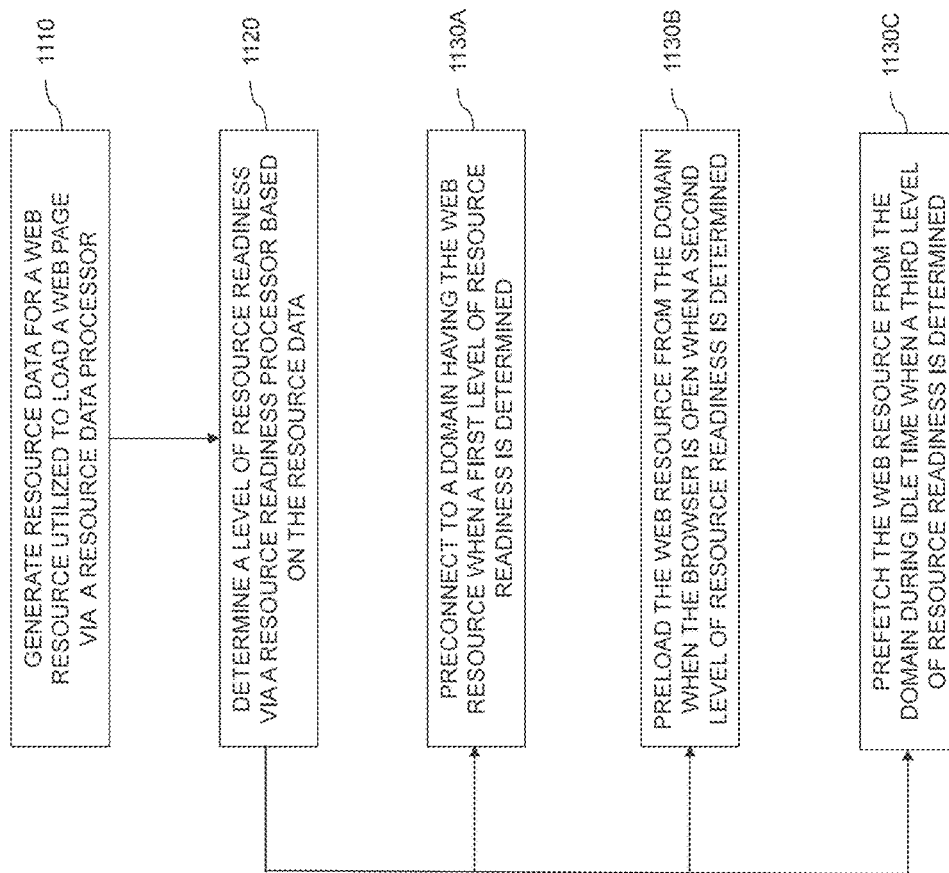 GENERATE RESOURCE DATA FOR A WEB
RESOURCE UTILIZED TO LOAD A WEB PAGE
VIA A RESOURCE DATA PROCESSOR
1110
DETERMINE A LEVEL OF RESOURCE READINESS
VIA A RESOURCE READINESS PROCESSOR BASED
ON THE RESOURCE DATA
1120
PRECONNECT TO A DOMAIN HAVING THE WEB
RESOURCE WHEN A FIRST LEVEL OF RESOURCE
READINESS IS DETERMINED
1130A
PRELOAD THE WEB RESOURCE FROM THE DOMAIN
WHEN THE BROWSER IS OPEN WHEN A SECOND
LEVEL OF RESOURCE READINESS IS DETERMINED
1130B
PREFETCH THE WEB RESOURCE FROM THE
DOMAIN DURING IDLE TIME WHEN A THIRD LEVEL
OF RESOURCE READINESS IS DETERMINED
1130C